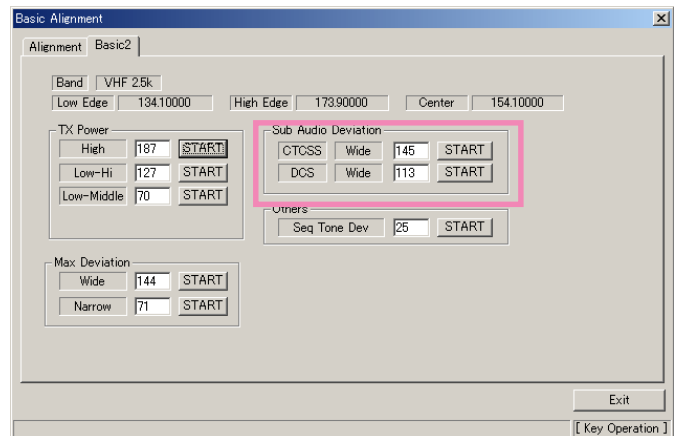 Basic Alignment
Alignment Basic2
Band VHF 2.5k
Low Edge 134.10000 High Edge 173.90000 Center 154.10000
TX Power
High 187 START
Low-Hi 127 START
Low-Middle 70 START
Sub Audio Deviation
CTCSS Wide 145 START
DCS Wide 113 START
Others
Seq Tone Dev 25 START
Max Deviation
Wide 144 START
Narrow 71 START
Exit
[ Key Operation ]